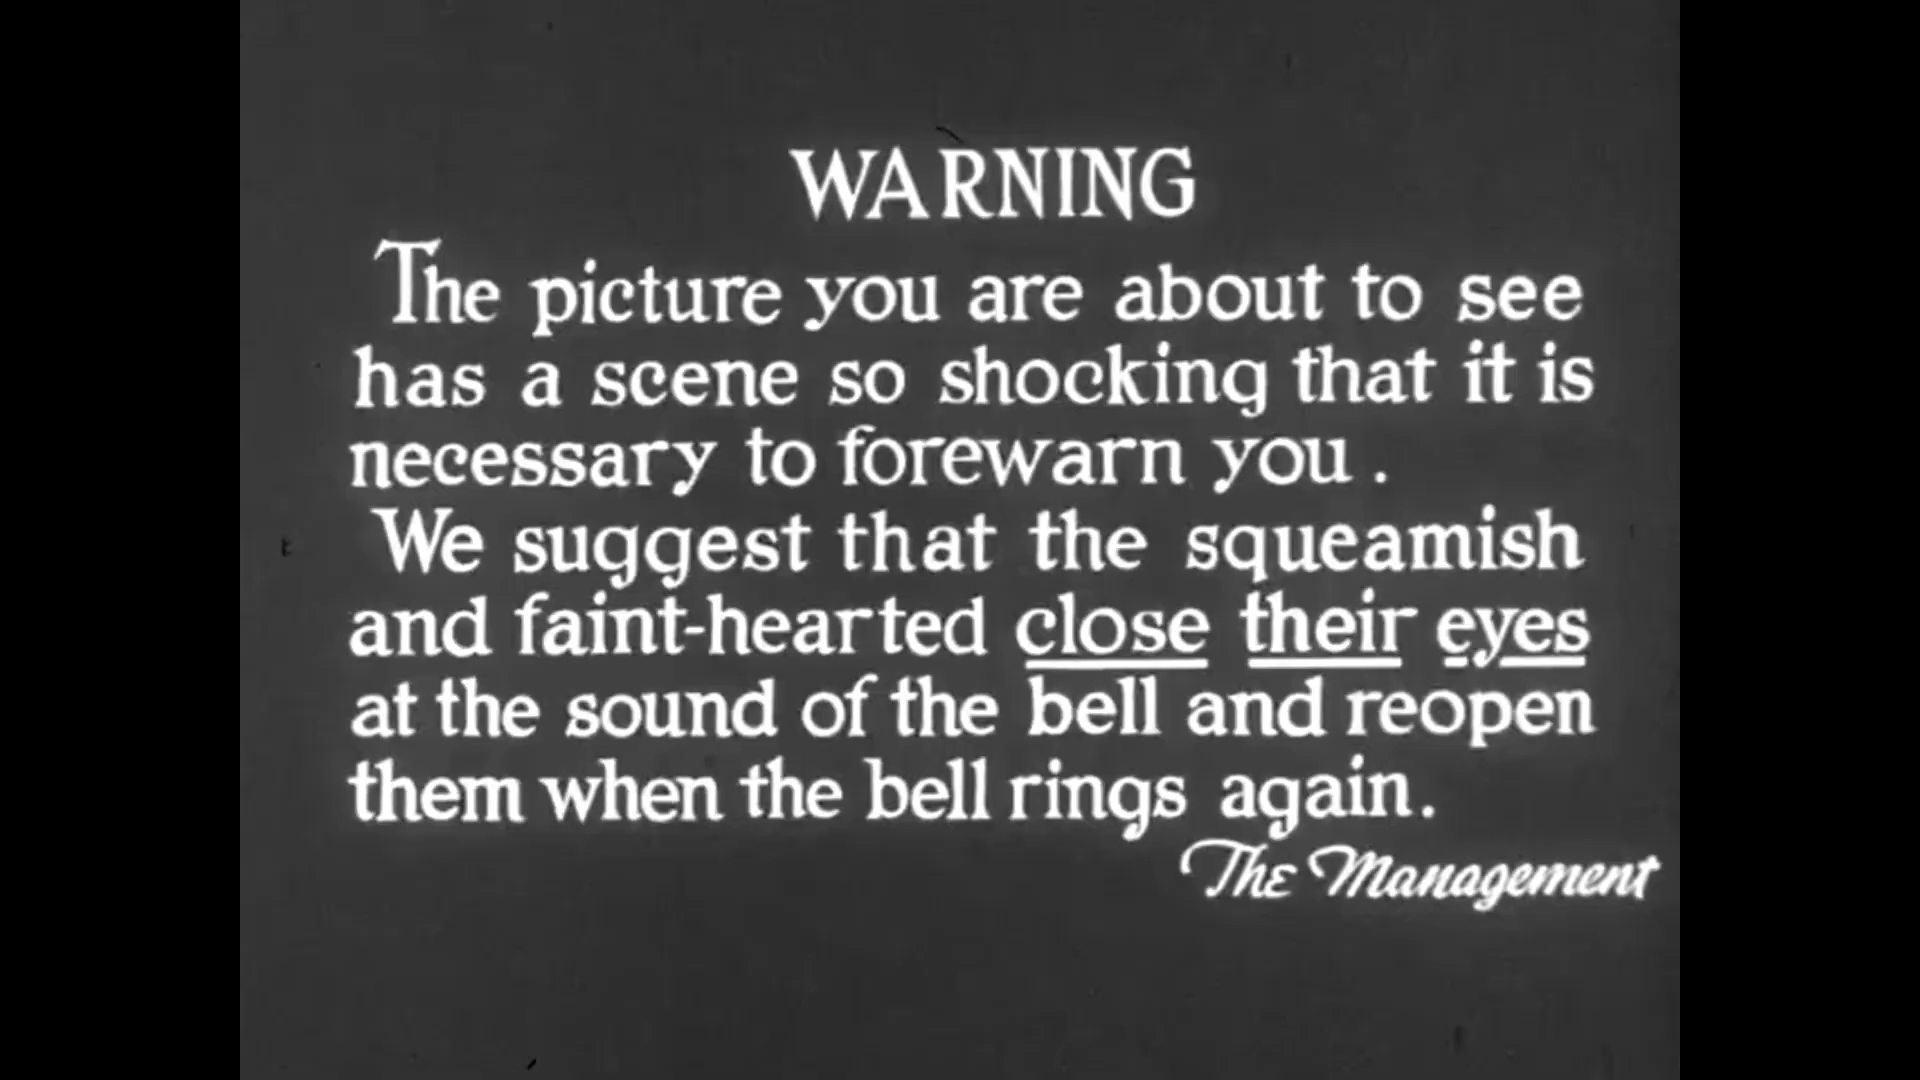 WARNING
The picture you are about to see
has a scene so shocking that it is
necessary to forewarn you.
We suggest that the squeamish
and faint-hearted close their eyes
at the sound of the bell and reopen
them when the bell rings again.
The Management